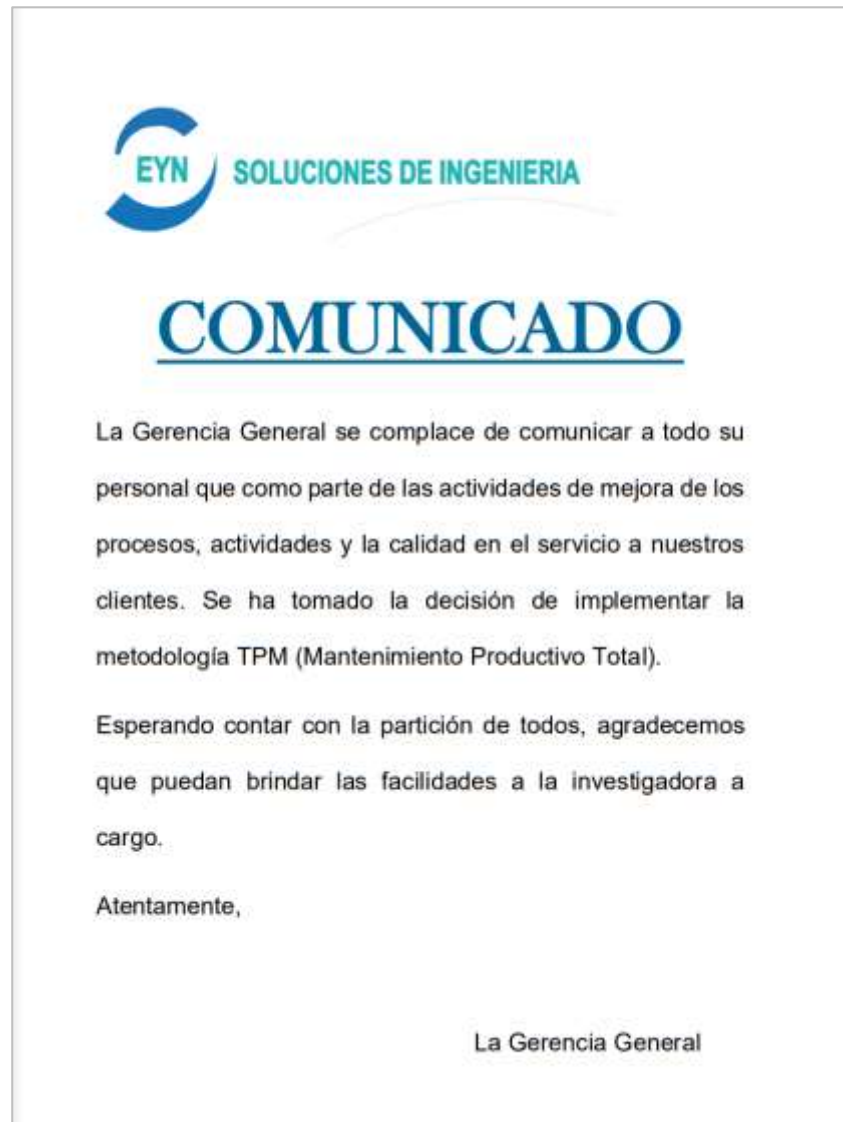 EYN
SOLUCIONES DE INGENIERIA
COMUNICADO
La Gerencia General se complace de comunicar a todo su
personal que como parte de las actividades de mejora de los
procesos, actividades y la calidad en el servicio a nuestros
clientes. Se ha tomado la decisión de implementar la
metodología TPM (Mantenimiento Productivo Total).
Esperando contar con la partición de todos, agradecemos
que puedan brindar las facilidades a la investigadora a
cargo.
Atentamente,
La Gerencia General